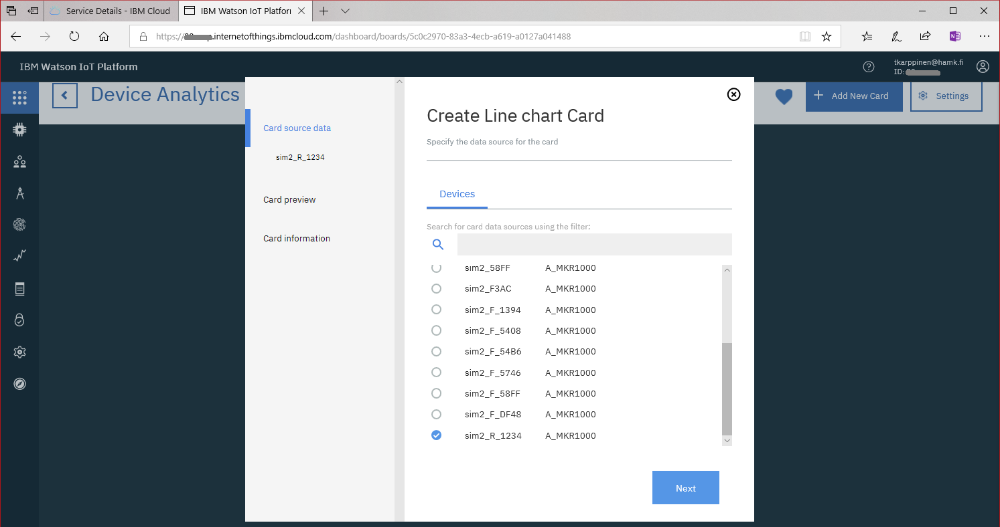 Service Details - IBM Cloud
IBM Watson IoT Platforr
https://
.internetofthings.ibmcloud.com/dashboard/boards/5c0c2970-83a3-4ecb-a619-a0127a041488
IBM Watson IoT Platform
tkarppinen@hamk.fi
ID:
Device Analytics
Add New Card
Settings
Card source data
sim2_R_1234
Card preview
Card information
Create Line chart Card
Specify the data source for the card
Devices
Search for card data sources using the filter:
sim2_58FF A_MKR1000
sim2_F3AC A_MKR1000
sim2_F_1394 A_MKR1000
sim2_F_5408 A_MKR1000
sim2_F_54B6 A_MKR1000
sim2_F_5746 A_MKR1000
sim2_F_58FF A_MKR1000
sim2_F_DF48 A_MKR1000
sim2_R_1234 A_MKR1000
Next